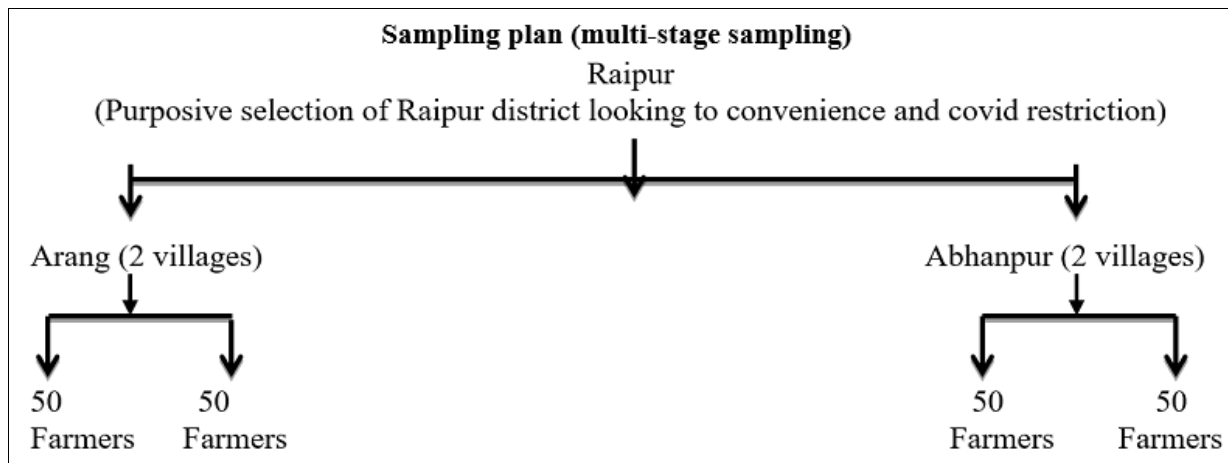 Sampling plan (multi-stage sampling)
Raipur
(Purposive selection of Raipur district looking to convenience and covid restriction)
Arang (2 villages)
Abhanpur (2 villages)
50 Farmers
50 Farmers
50 Farmers
50 Farmers